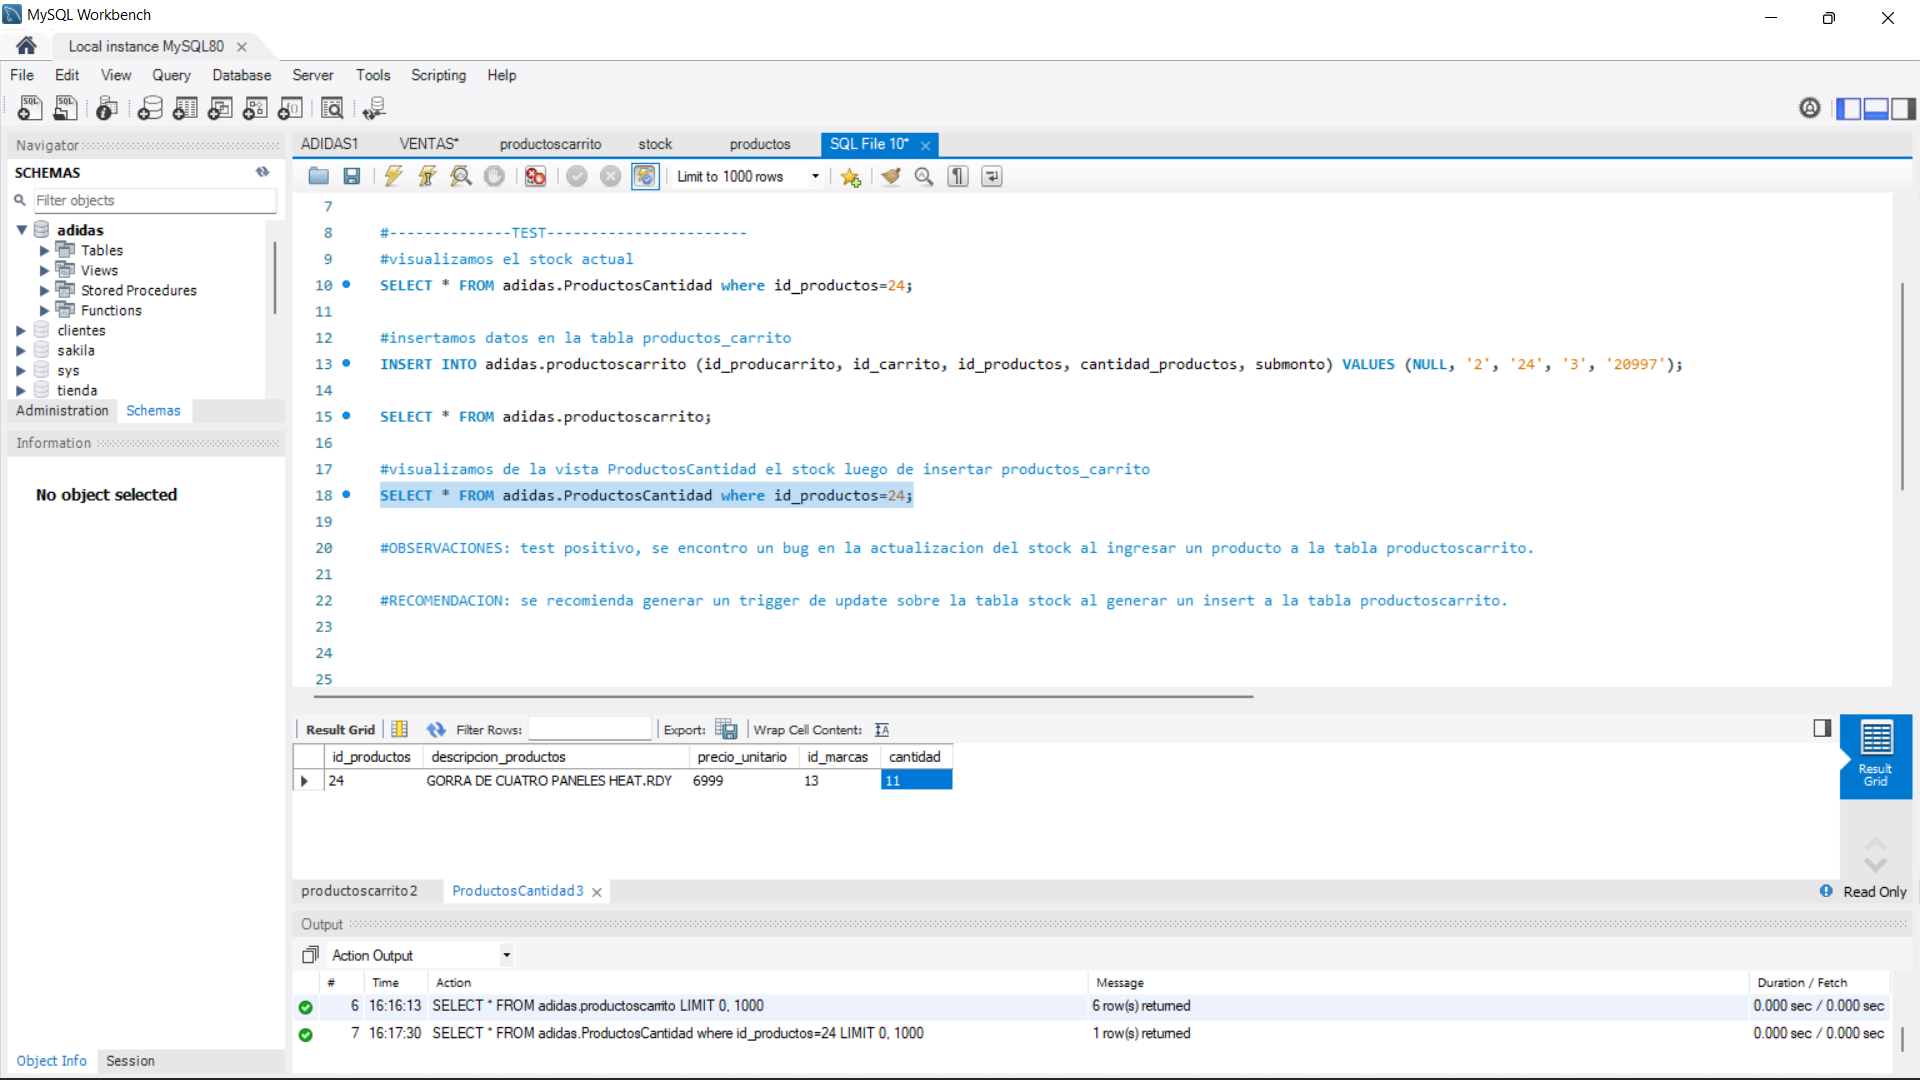 MySQL Workbench
Local instance MySQL80
File Edit View Query Database Server Tools Scripting Help
Navigator
SCHEMAS
Filter objects
adidas
Tables
Views
Stored Procedures
Functions
clientes
sakila
sys
tienda
Administration Schemas
Information
No object selected
Object Info Session
ADIDAS1 VENTAS* productoscarrito stock productos SQL File 10*
Limit to 1000 rows
7
8 #--------------TEST-----------------------
9 #visualizamos el stock actual
10 SELECT * FROM adidas.ProductosCantidad where id_productos=24;
11
12 #insertamos datos en la tabla productos_carrito
13 INSERT INTO adidas.productoscarrito (id_producarrito, id_carrito, id_productos, cantidad_productos, submonto) VALUES (NULL, '2', '24', '3', '20997');
14
15 SELECT * FROM adidas.productoscarrito;
16
17 #visualizamos de la vista ProductosCantidad el stock luego de insertar productos_carrito
18 SELECT * FROM adidas.ProductosCantidad where id_productos=24;
19
20 #OBSERVACIONES: test positivo, se encontro un bug en la actualizacion del stock al ingresar un producto a la tabla productoscarrito.
21
22 #RECOMENDACION: se recomienda generar un trigger de update sobre la tabla stock al generar un insert a la tabla productoscarrito.
23
24
25
Result Grid Filter Rows: Export: Wrap Cell Content:
id_productos descripcion_productos precio_unitario id_marcas cantidad
24 GORRA DE CUATRO PANELES HEAT.RDY 6999 13 11
Result
Grid
productoscarrito 2 ProductosCantidad 3
Read Only
Output
Action Output
# Time Action Message Duration / Fetch
6 16:16:13 SELECT * FROM adidas.productoscarrito LIMIT 0, 1000 6 row(s) returned 0.000 sec / 0.000 sec
7 16:17:30 SELECT * FROM adidas.ProductosCantidad where id_productos=24 LIMIT 0, 1000 1 row(s) returned 0.000 sec / 0.000 sec